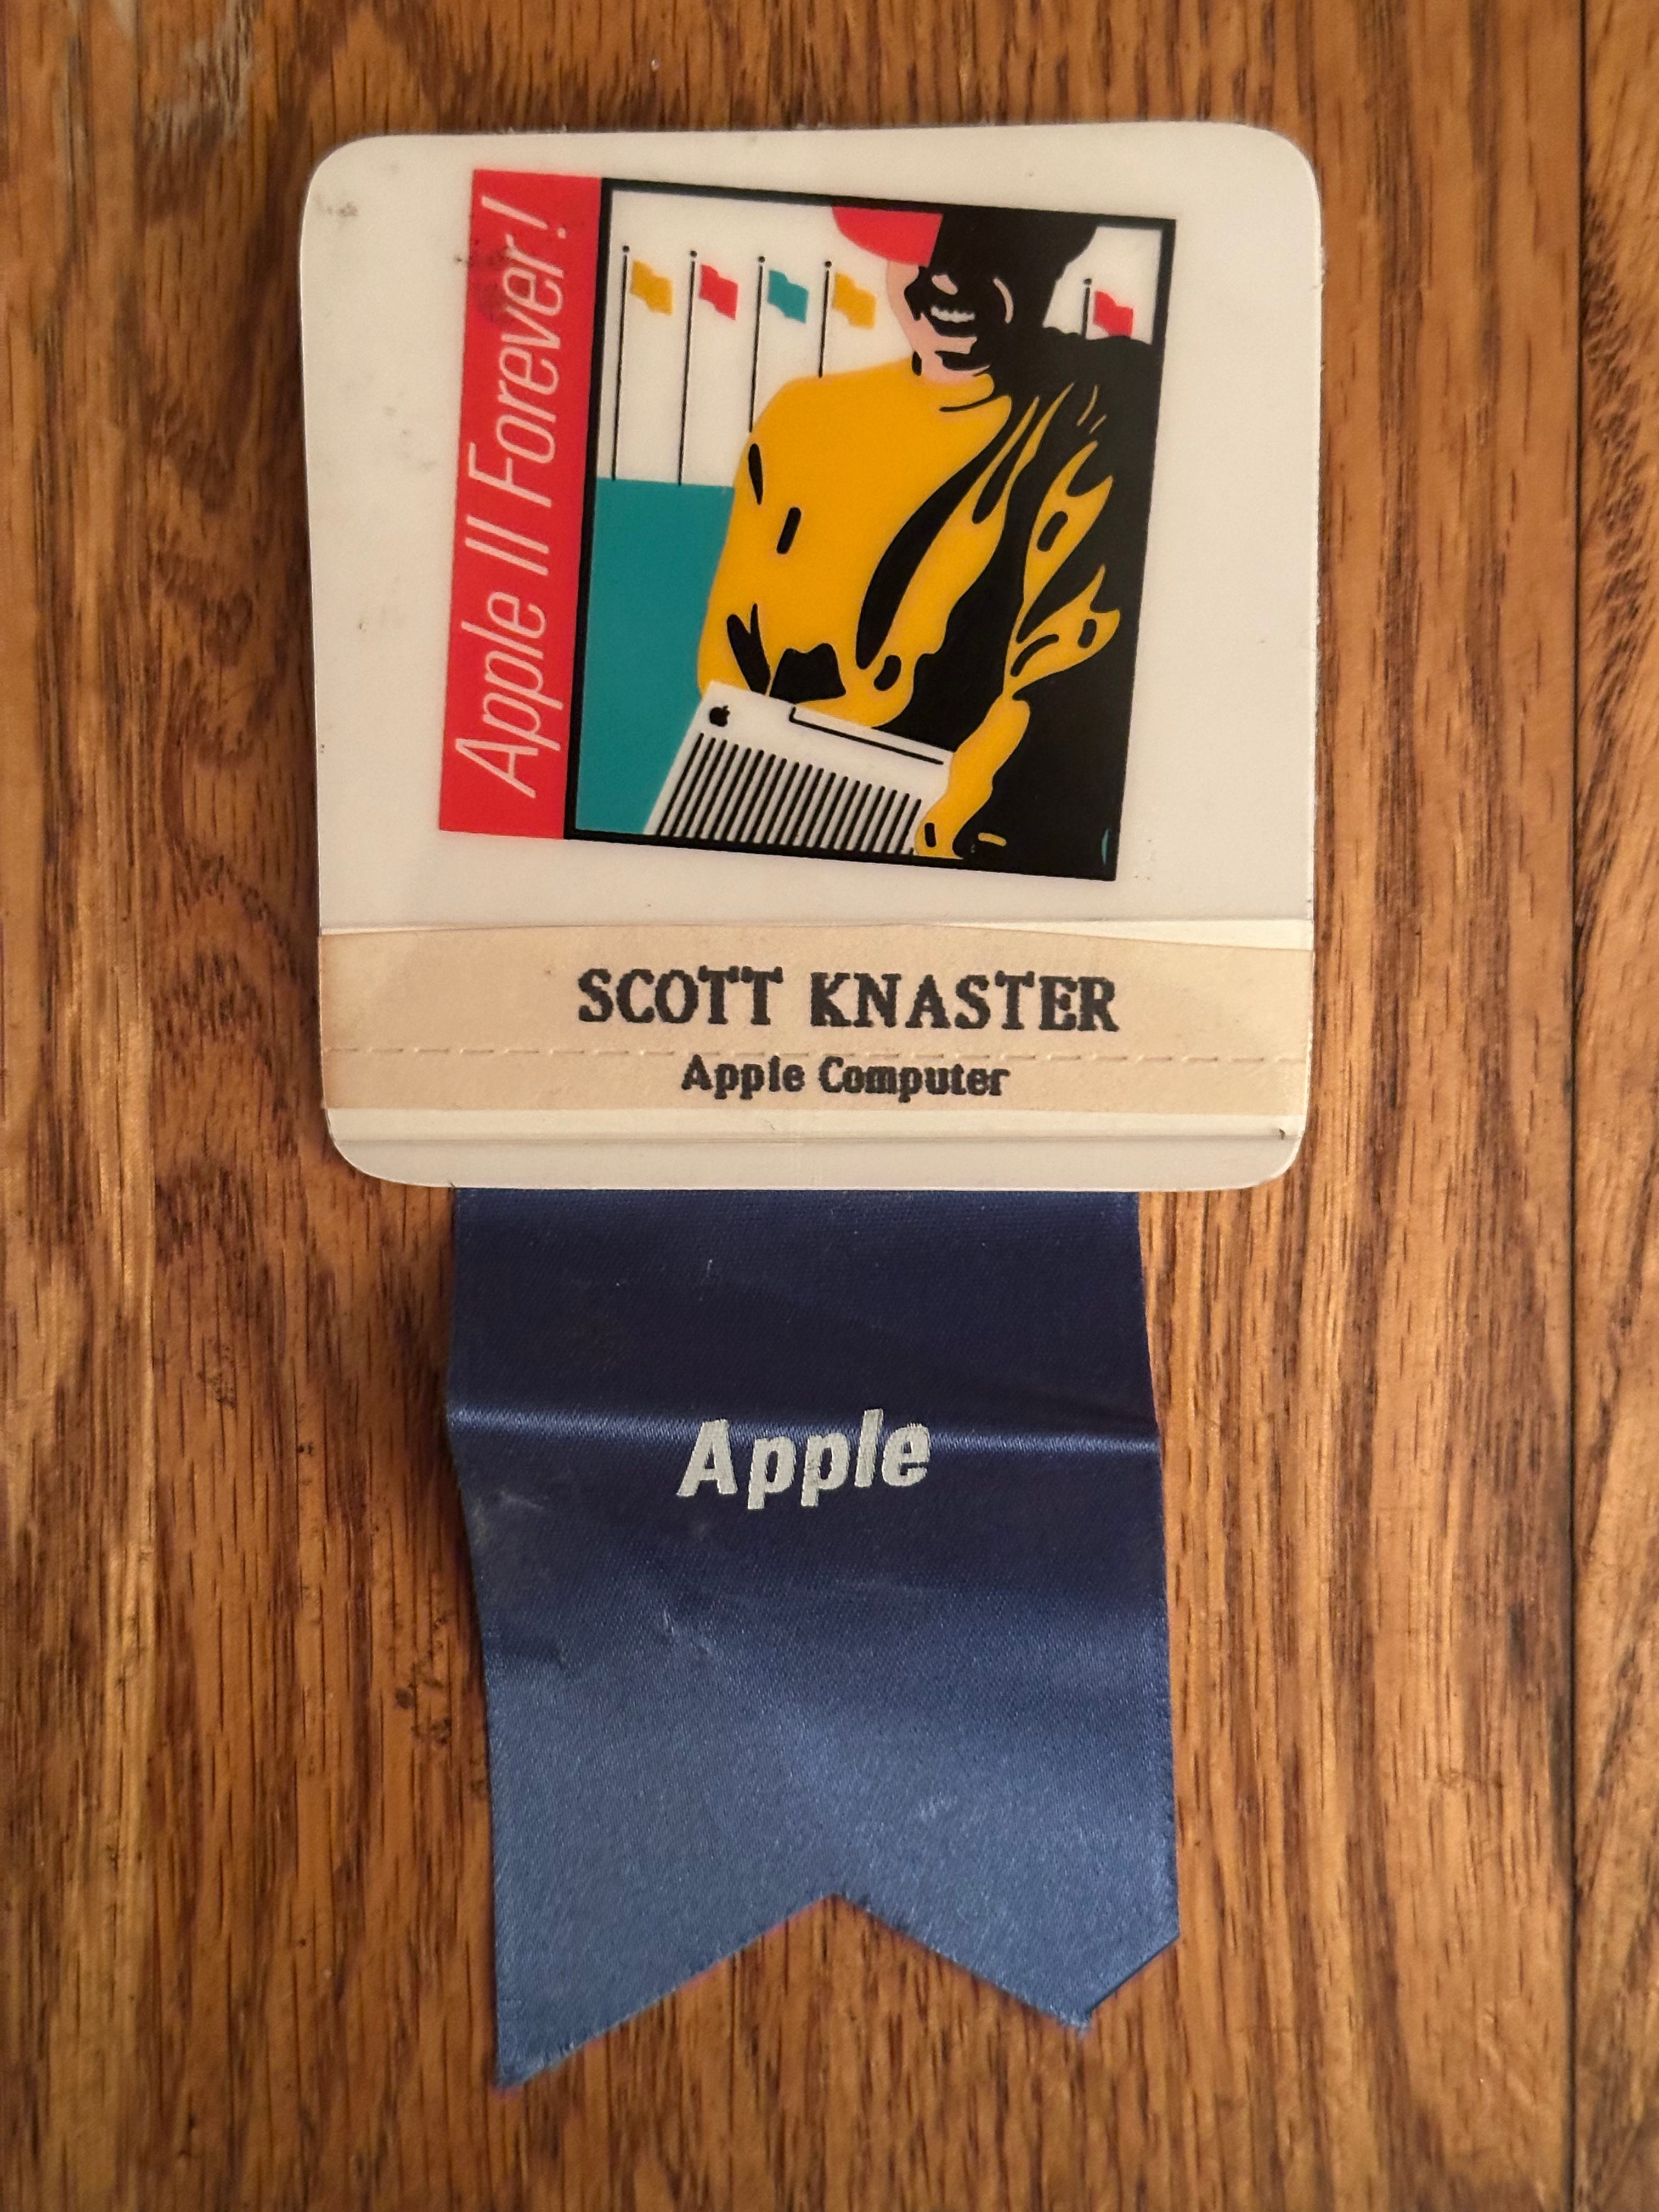 Apple II Forever!
SCOTT KNASTER
Apple Computer
Apple